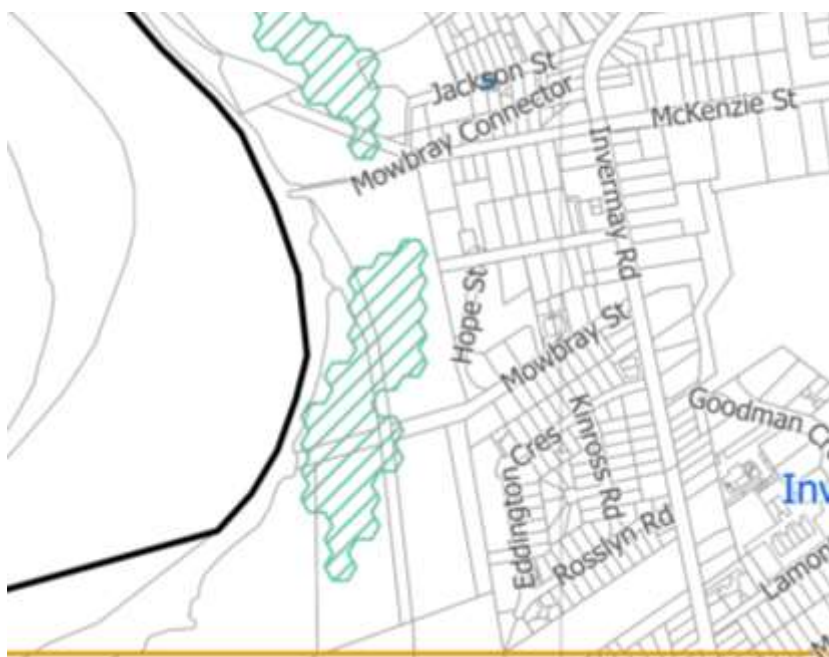 Jackson St
Mowbray Connector
McKenzie St
Invermay Rd
Hope St
Mowbray St
Goodman
Kinross Rd
Eddington Cres
Rosslyn Rd
Inv
Lamon